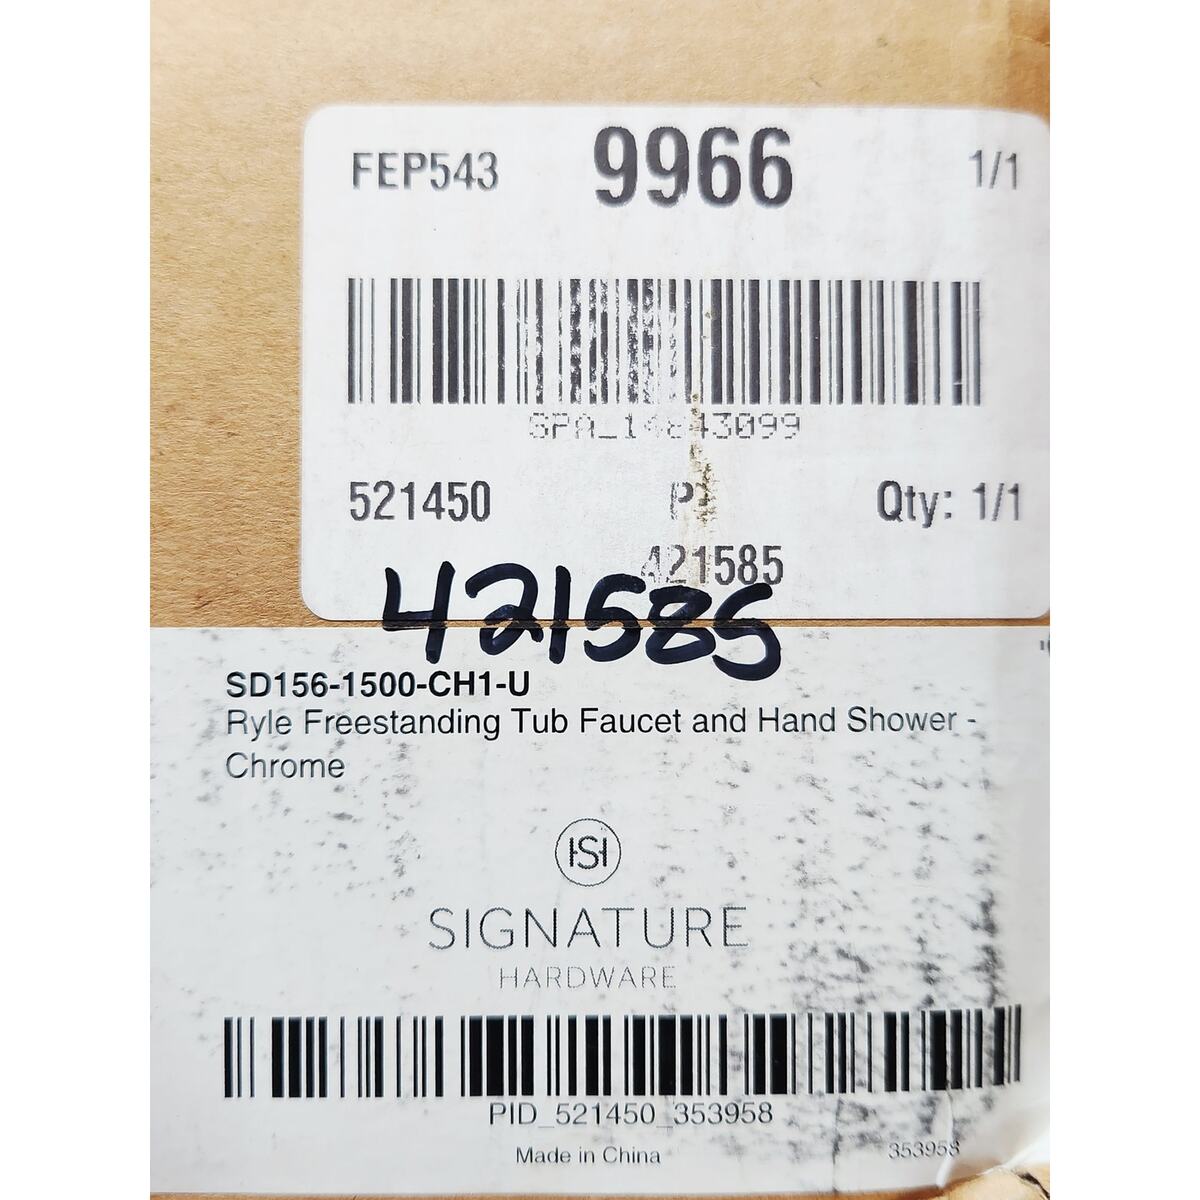 FEP543 9966 1/1
521450 Qty: 1/1
421585
421585
SD156-1500-CH1-U
Ryle Freestanding Tub Faucet and Hand Shower -
Chrome
SIGNATURE
HARDWARE
PID_521450_353958
Made in China 353958